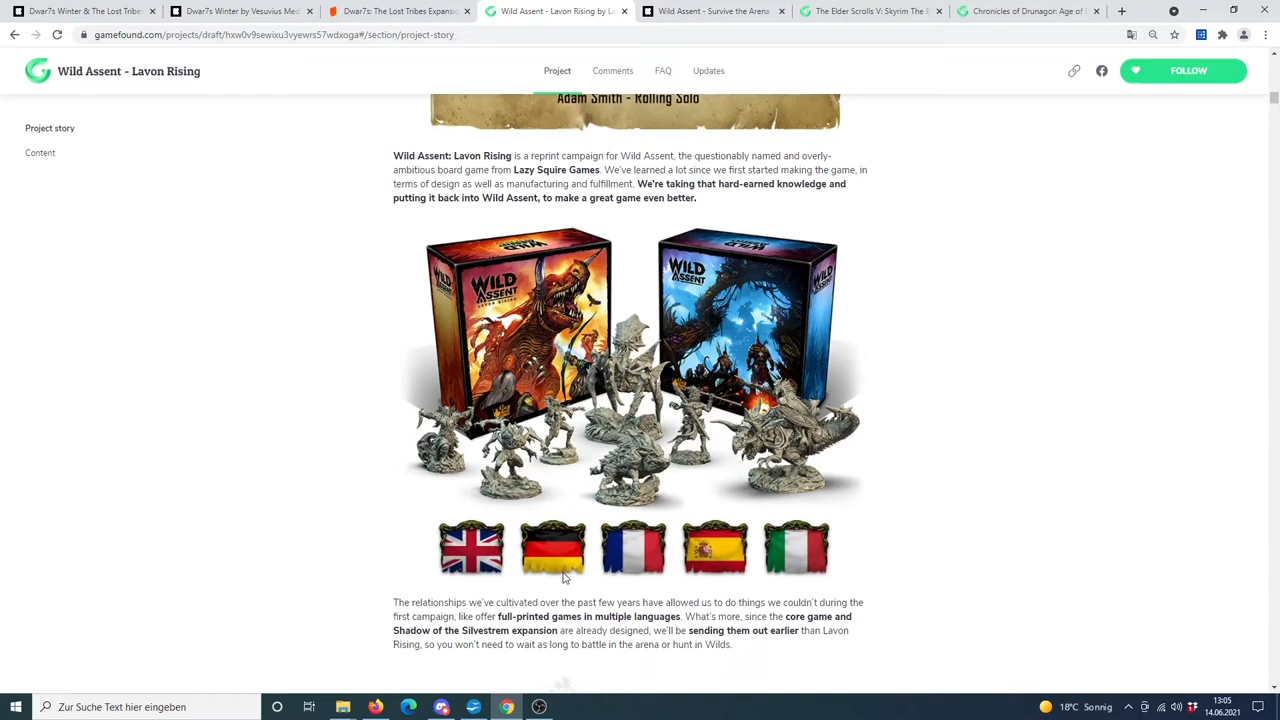 Dwar7s Winter & The Lost Tribes
Dwar7s Winter by Vesuvius Med
Dwar7s: The Lost Tribes Expansi
Wild Assent - Lavon Rising by La
Wild Assent - Survive the Arena
The Elder Scrolls V: Skyrim The B
Chronicles of Drunagor: Age of
gamefound.com/projects/draft/hxw0v9sewixu3vyewrs57wdxoga#/section/project-story
Wild Assent - Lavon Rising
Project
Comments
FAQ
Updates
FOLLOW
Project story
Content
Adam Smith - Rolling Solo
Wild Assent: Lavon Rising is a reprint campaign for Wild Assent, the questionably named and overly-
ambitious board game from Lazy Squire Games. We've learned a lot since we first started making the game, in
terms of design as well as manufacturing and fulfillment. We're taking that hard-earned knowledge and
putting it back into Wild Assent, to make a great game even better.
WILD ASSENT
WILD
ASSENT
LAVON RISING
WILD ASSENT
WILD
ASSENT
WILD ASSENT
The relationships we've cultivated over the past few years have allowed us to do things we couldn't during the
first campaign, like offer full-printed games in multiple languages. What's more, since the core game and
Shadow of the Silvestrem expansion are already designed, we'll be sending them out earlier than Lavon
Rising, so you won't need to wait as long to battle in the arena or hunt in Wilds.
Zur Suche Text hier eingeben
18°C Sonnig
13:05
14.06.2021